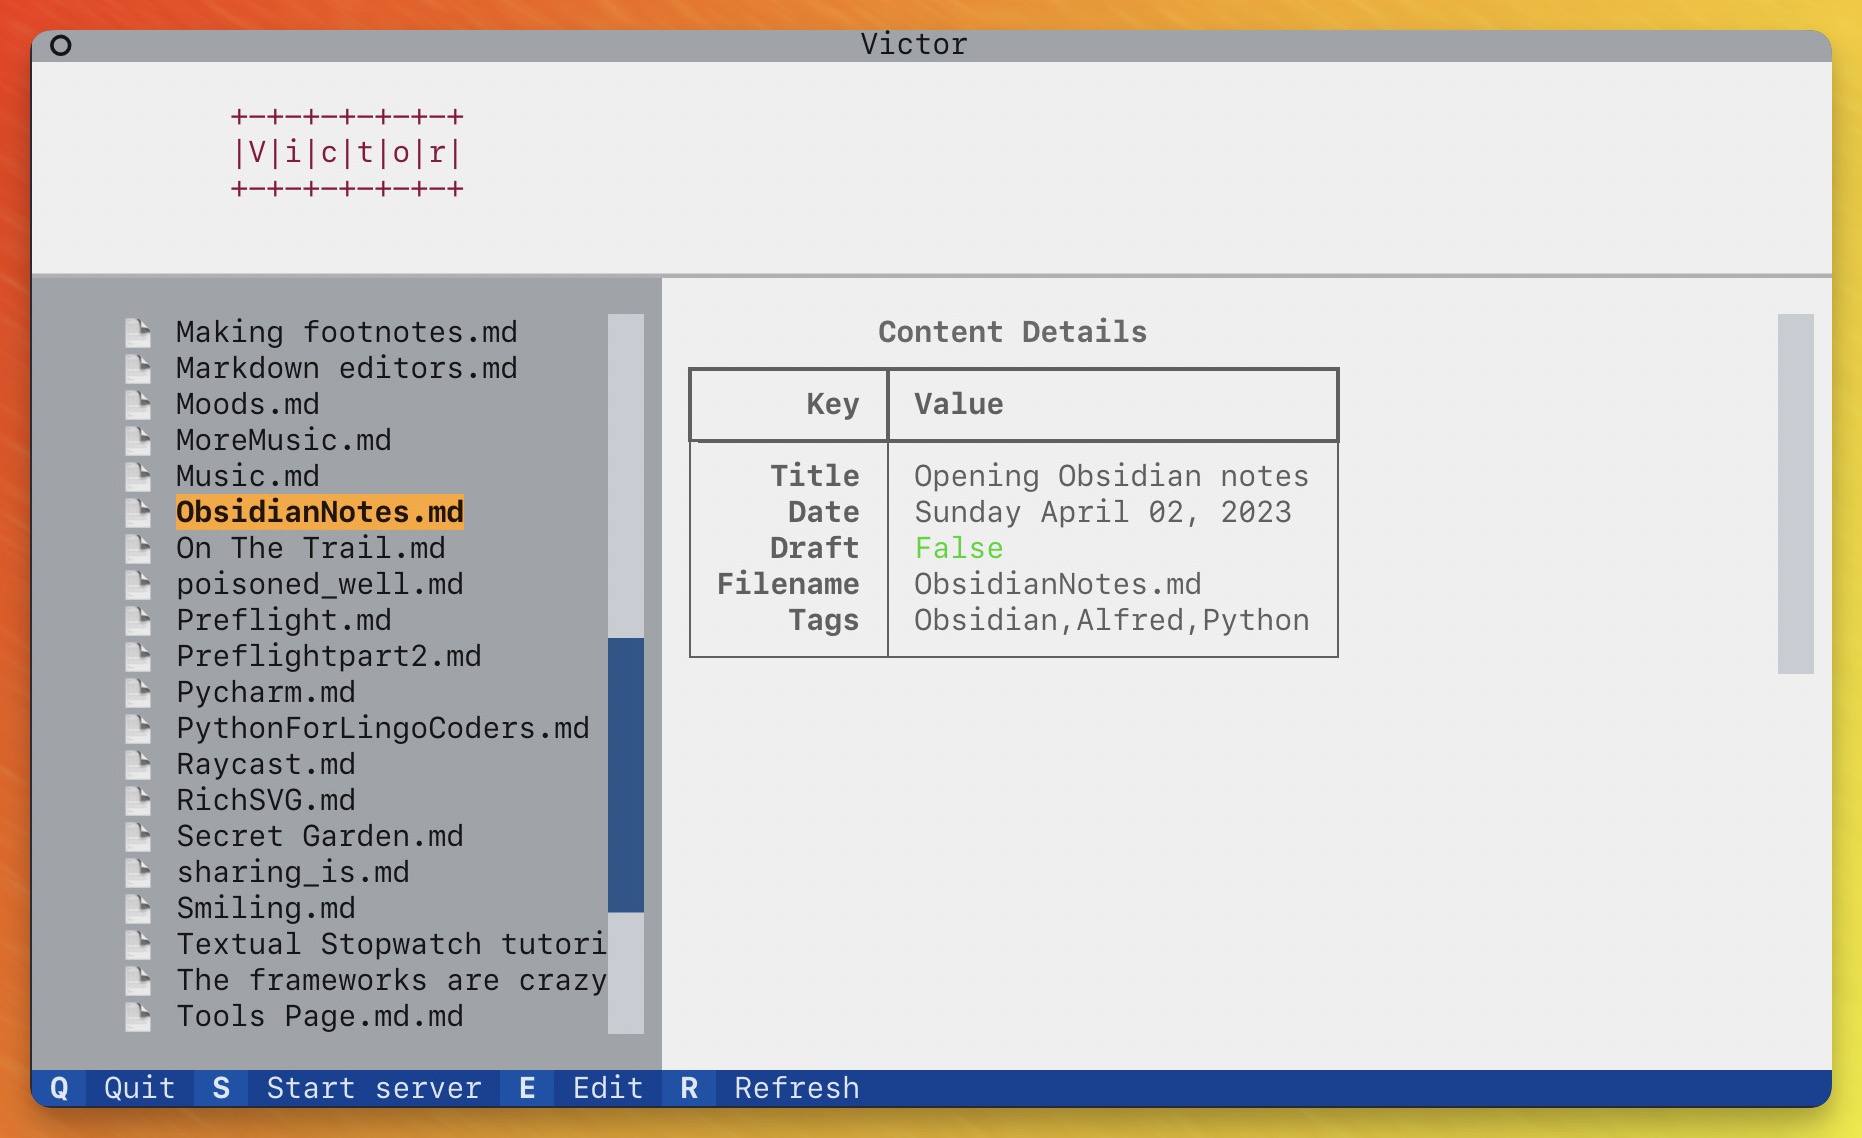 Victor
+-+-+-+-+-+-+
|V|i|c|t|o|r|
+-+-+-+-+-+-+
Making footnotes.md
Markdown editors.md
Moods.md
MoreMusic.md
Music.md
ObsidianNotes.md
On The Trail.md
poisoned_well.md
Preflight.md
Preflightpart2.md
Pycharm.md
PythonForLingoCoders.md
Raycast.md
RichSVG.md
Secret Garden.md
sharing_is.md
Smiling.md
Textual Stopwatch tutori
The frameworks are crazy
Tools Page.md.md
Content Details
Key Value
Title Opening Obsidian notes
Date Sunday April 02, 2023
Draft False
Filename ObsidianNotes.md
Tags Obsidian,Alfred,Python
Q Quit S Start server E Edit R Refresh